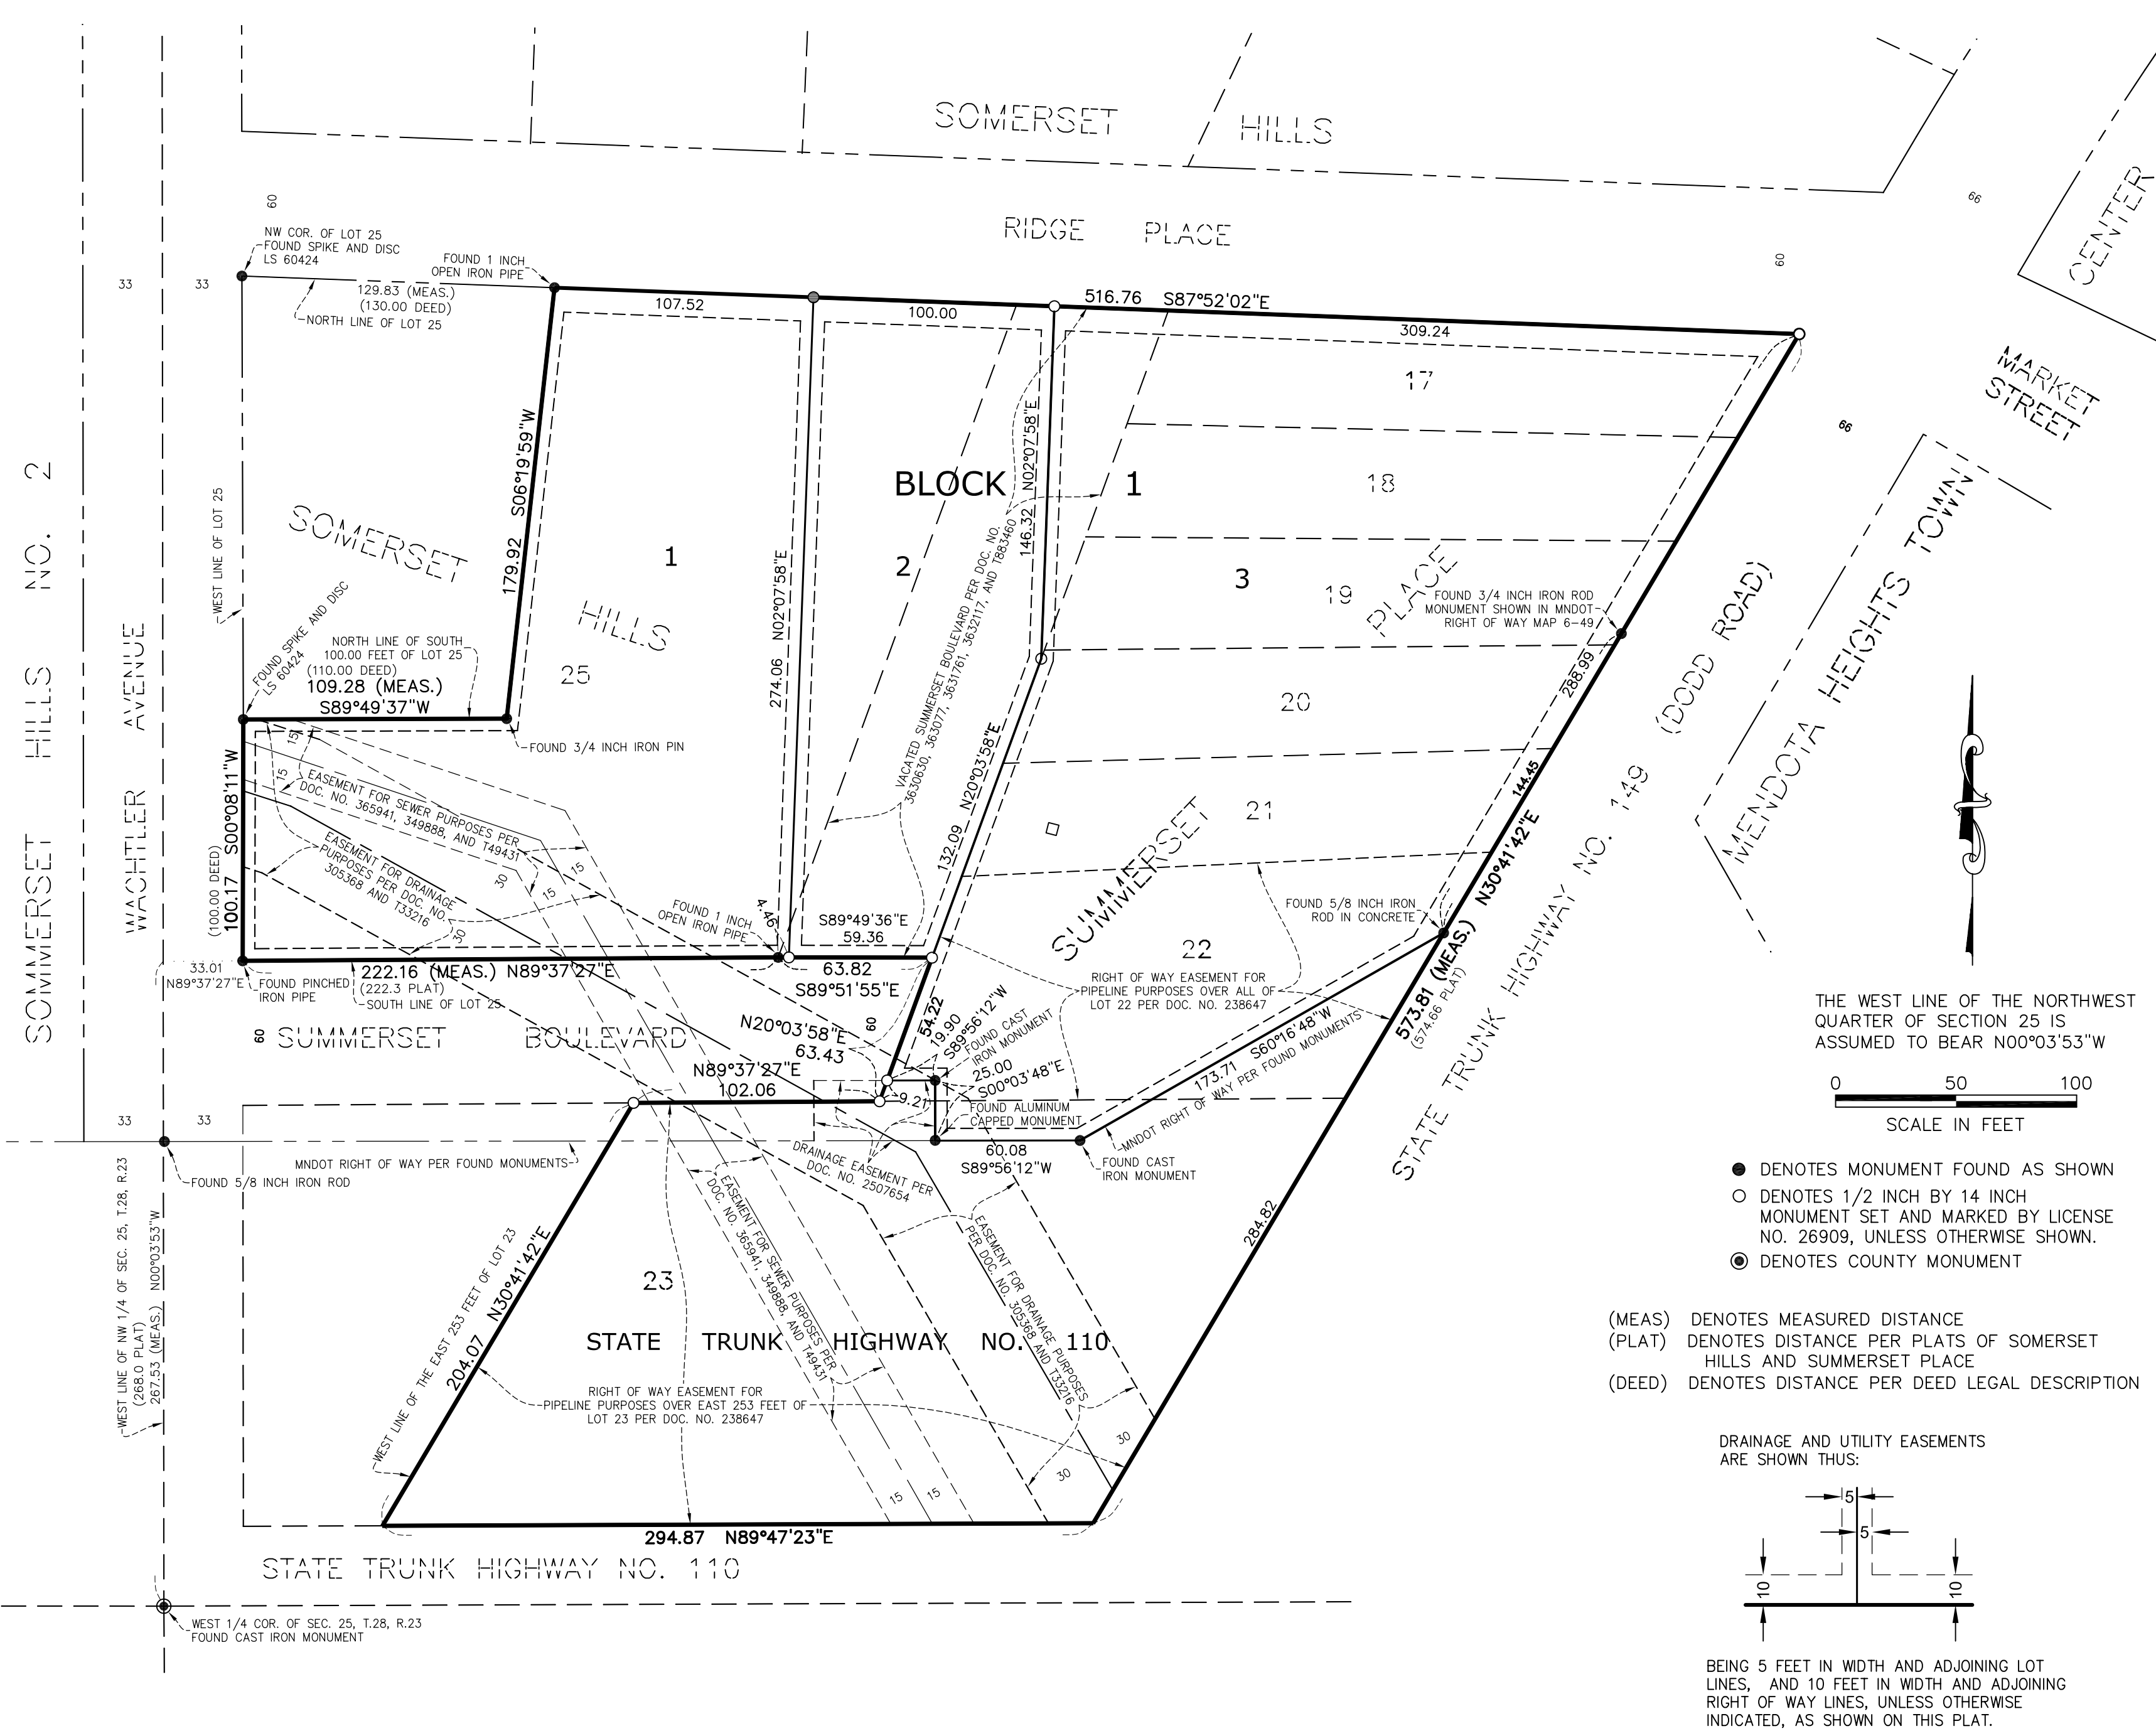 SOMERSET HILLS
60
RIDGE PLACE
66
60
CENTER
NW COR. OF LOT 25
FOUND SPIKE AND DISC
LS 60424
FOUND 1 INCH
OPEN IRON PIPE
33
33
129.83 (MEAS.)
(130.00 DEED)
NORTH LINE OF LOT 25
107.52
100.00
516.76 S87°52'02"E
309.24
MARKET
STREET
66
17
SOMERSET HILLS NO. 2
WACHTLER AVENUE
WEST LINE OF LOT 25
S06°19'59"W
179.92
BLOCK 1
18
N02°07'58"E
146.32
SOMERSET
HILLS
25
1
2
3
19
PLACE
FOUND 3/4 INCH IRON ROD
MONUMENT SHOWN IN MNDOT
RIGHT OF WAY MAP 6-49
288.99
274.06 N02°07'58"E
VACATED SUMMERSET BOULEVARD PER DOC. NO.
3630630, 363077, 3631761, 3632117, AND T883460
FOUND SPIKE AND DISC
LS 60424
NORTH LINE OF SOUTH
100.00 FEET OF LOT 25
(110.00 DEED)
109.28 (MEAS.)
S89°49'37"W
FOUND 3/4 INCH IRON PIN
20
N20°03'58"E
132.09
(DODD ROAD)
MENDOTA HEIGHTS TOWN
15
15
EASEMENT FOR SEWER PURPOSES PER
DOC. NO. 365941, 349888, AND T49431
EASEMENT FOR DRAINAGE
PURPOSES PER DOC. NO.
305368 AND T33216
30
30
15
15
(100.00 DEED)
100.17 S00°08'11"W
21
144.45
N30°41'42"E
573.81 (MEAS.)
(574.66 PLAT)
STATE TRUNK HIGHWAY NO. 149
SUMMERSET
FOUND 1 INCH
OPEN IRON PIPE
4.46
S89°49'36"E
59.36
FOUND 5/8 INCH IRON
ROD IN CONCRETE
22
33.01
N89°37'27"E
FOUND PINCHED
IRON PIPE
222.16 (MEAS.) N89°37'27"E
(222.3 PLAT)
SOUTH LINE OF LOT 25
63.82
S89°51'55"E
RIGHT OF WAY EASEMENT FOR
PIPELINE PURPOSES OVER ALL OF
LOT 22 PER DOC. NO. 238647
60
SUMMERSET BOULEVARD
N20°03'58"E
63.43
60
54.22
19.90
S89°56'12"W
FOUND CAST
IRON MONUMENT
25.00
S00°03'48"E
S60°16'48"W
173.71
MNDOT RIGHT OF WAY PER FOUND MONUMENTS
N89°37'27"E
102.06
9.21
FOUND ALUMINUM
CAPPED MONUMENT
THE WEST LINE OF THE NORTHWEST
QUARTER OF SECTION 25 IS
ASSUMED TO BEAR N00°03'53"W
0 50 100
SCALE IN FEET
33
33
MNDOT RIGHT OF WAY PER FOUND MONUMENTS
FOUND 5/8 INCH IRON ROD
DRAINAGE EASEMENT PER
DOC. NO. 2507654
60.08
S89°56'12"W
FOUND CAST
IRON MONUMENT
DENOTES MONUMENT FOUND AS SHOWN
DENOTES 1/2 INCH BY 14 INCH
MONUMENT SET AND MARKED BY LICENSE
NO. 26909, UNLESS OTHERWISE SHOWN.
DENOTES COUNTY MONUMENT
WEST LINE OF NW 1/4 OF SEC. 25, T.28, R.23
(268.0 PLAT)
267.53 (MEAS.) N00°03'53"W
WEST LINE OF THE EAST 253 FEET OF LOT 23
204.07 N30°41'42"E
23
EASEMENT FOR SEWER PURPOSES PER
DOC. NO. 365941, 349888, AND T49431
EASEMENT FOR DRAINAGE PURPOSES
PER DOC. NO. 305368 AND T33216
284.82
(MEAS) DENOTES MEASURED DISTANCE
(PLAT) DENOTES DISTANCE PER PLATS OF SOMERSET
HILLS AND SUMMERSET PLACE
(DEED) DENOTES DISTANCE PER DEED LEGAL DESCRIPTION
STATE TRUNK HIGHWAY NO. 110
RIGHT OF WAY EASEMENT FOR
PIPELINE PURPOSES OVER EAST 253 FEET OF
LOT 23 PER DOC. NO. 238647
30
30
15
15
294.87 N89°47'23"E
STATE TRUNK HIGHWAY NO. 110
WEST 1/4 COR. OF SEC. 25, T.28, R.23
FOUND CAST IRON MONUMENT
DRAINAGE AND UTILITY EASEMENTS
ARE SHOWN THUS:
5
5
10
10
BEING 5 FEET IN WIDTH AND ADJOINING LOT
LINES, AND 10 FEET IN WIDTH AND ADJOINING
RIGHT OF WAY LINES, UNLESS OTHERWISE
INDICATED, AS SHOWN ON THIS PLAT.